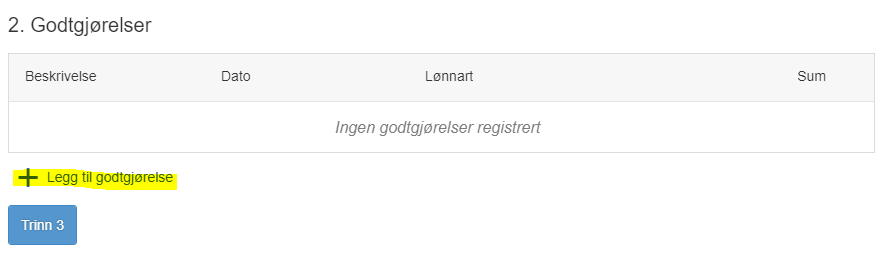 2. Godtgjørelser
Beskrivelse Dato Lønnart Sum
Ingen godtgjørelser registrert
Legg til godtgjørelse
Trinn 3